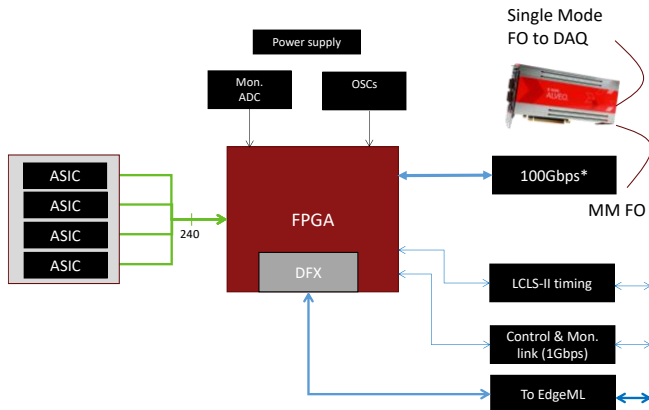 Single Mode
FO to DAQ
Power supply
Mon.
ADC
OSCs
ALVEO
ASIC
ASIC
ASIC
ASIC
240
FPGA
DFX
100Gbps*
MM FO
LCLS-II timing
Control & Mon.
link (1Gbps)
To EdgeML